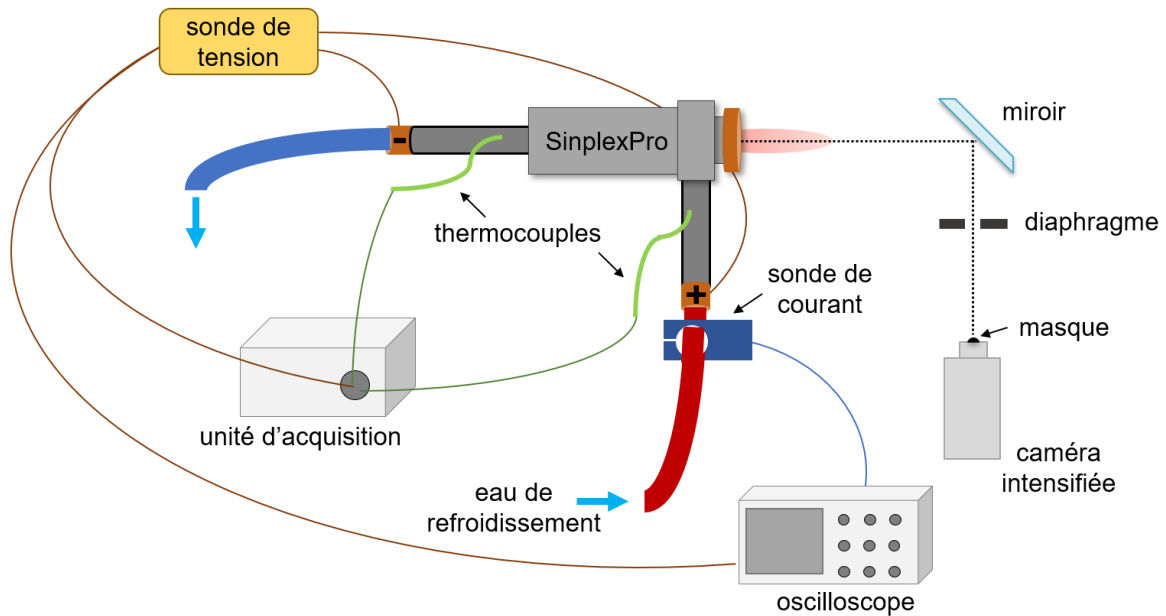 sonde de
tension
SinplexPro
miroir
-
thermocouples
diaphragme
+
sonde de
courant
masque
unité d'acquisition
eau de
refroidissement
caméra
intensifiée
oscilloscope